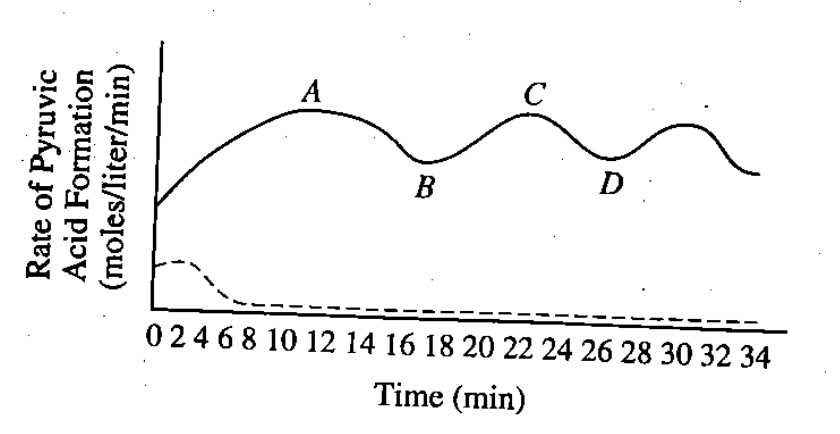 Rate of Pyruvic
Acid Formation
(moles/liter/min)
A
C
B
D
0 2 4 6 8 10 12 14 16 18 20 22 24 26 28 30 32 34
Time (min)